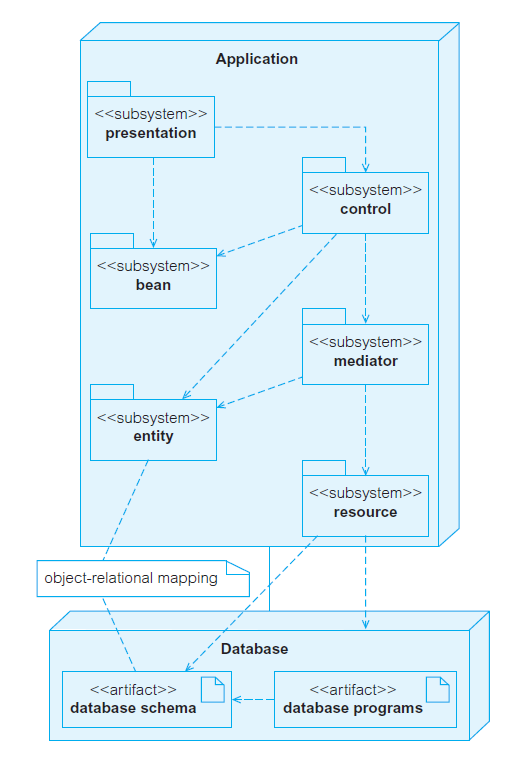 Application
<<subsystem>>
presentation
<<subsystem>>
control
<<subsystem>>
bean
<<subsystem>>
mediator
<<subsystem>>
entity
<<subsystem>>
resource
object-relational mapping
Database
<<artifact>>
database schema
<<artifact>>
database programs